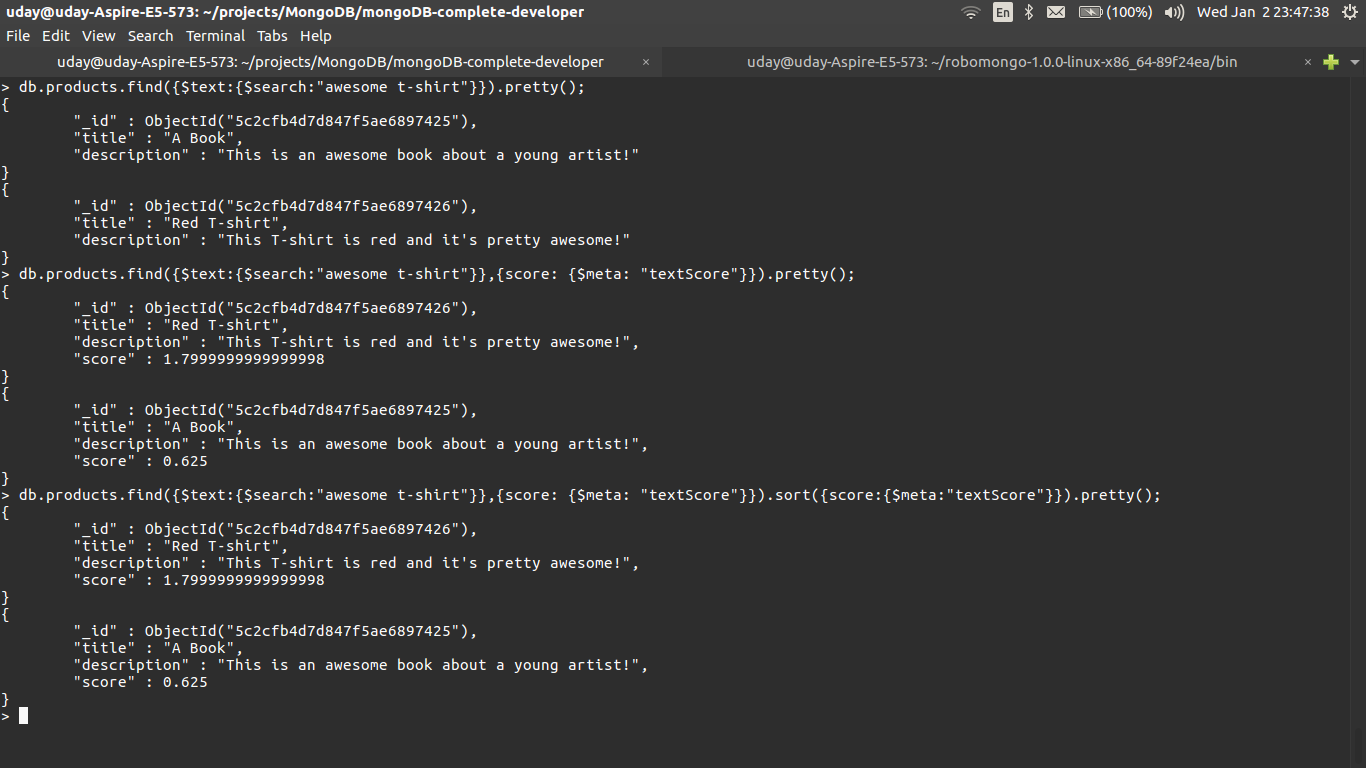 uday@uday-Aspire-E5-573: ~/projects/MongoDB/mongoDB-complete-developer En (100%) Wed Jan 2 23:47:38
File Edit View Search Terminal Tabs Help
uday@uday-Aspire-E5-573: ~/projects/MongoDB/mongoDB-complete-developer × uday@uday-Aspire-E5-573: ~/robomongo-1.0.0-linux-x86_64-89f24ea/bin ×
> db.products.find({$text:{$search:"awesome t-shirt"}}).pretty();
{
"_id" : ObjectId("5c2cfb4d7d847f5ae6897425"),
"title" : "A Book",
"description" : "This is an awesome book about a young artist!"
}
{
"_id" : ObjectId("5c2cfb4d7d847f5ae6897426"),
"title" : "Red T-shirt",
"description" : "This T-shirt is red and it's pretty awesome!"
}
> db.products.find({$text:{$search:"awesome t-shirt"}},{score: {$meta: "textScore"}}).pretty();
{
"_id" : ObjectId("5c2cfb4d7d847f5ae6897426"),
"title" : "Red T-shirt",
"description" : "This T-shirt is red and it's pretty awesome!",
"score" : 1.7999999999999998
}
{
"_id" : ObjectId("5c2cfb4d7d847f5ae6897425"),
"title" : "A Book",
"description" : "This is an awesome book about a young artist!",
"score" : 0.625
}
> db.products.find({$text:{$search:"awesome t-shirt"}},{score: {$meta: "textScore"}}).sort({score:{$meta:"textScore"}}).pretty();
{
"_id" : ObjectId("5c2cfb4d7d847f5ae6897426"),
"title" : "Red T-shirt",
"description" : "This T-shirt is red and it's pretty awesome!",
"score" : 1.7999999999999998
}
{
"_id" : ObjectId("5c2cfb4d7d847f5ae6897425"),
"title" : "A Book",
"description" : "This is an awesome book about a young artist!",
"score" : 0.625
}
>